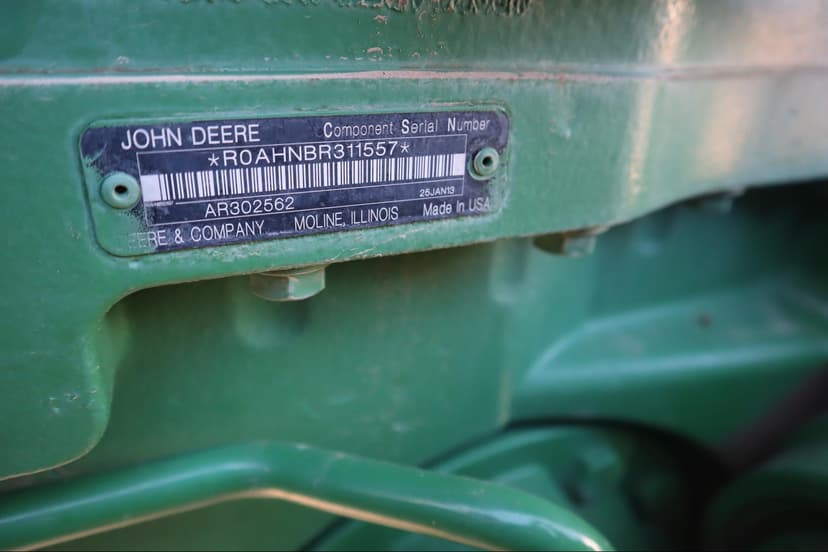 JOHN DEERE Component Serial Number
*R0AHNBR311557*
25JAN13
AR302562
EERE & COMPANY MOLINE, ILLINOIS Made in USA